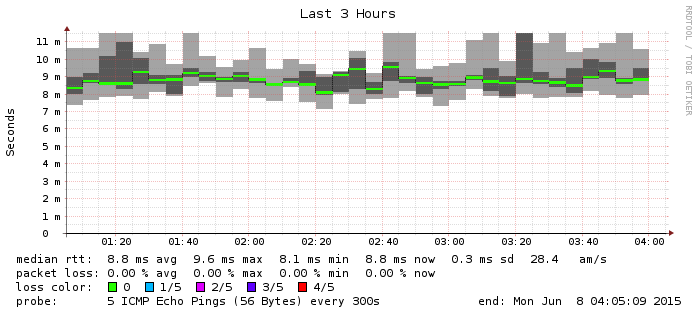 Last 3 Hours
RRDTOOL / TOBI OETIKER
Seconds
11 m
10 m
9 m
8 m
7 m
6 m
5 m
4 m
3 m
2 m
1 m
0
01:20 01:40 02:00 02:20 02:40 03:00 03:20 03:40 04:00
median rtt: 8.8 ms avg 9.6 ms max 8.1 ms min 8.8 ms now 0.3 ms sd 28.4 am/s
packet loss: 0.00 % avg 0.00 % max 0.00 % min 0.00 % now
loss color: 0 1/5 2/5 3/5 4/5
probe: 5 ICMP Echo Pings (56 Bytes) every 300s end: Mon Jun 8 04:05:09 2015